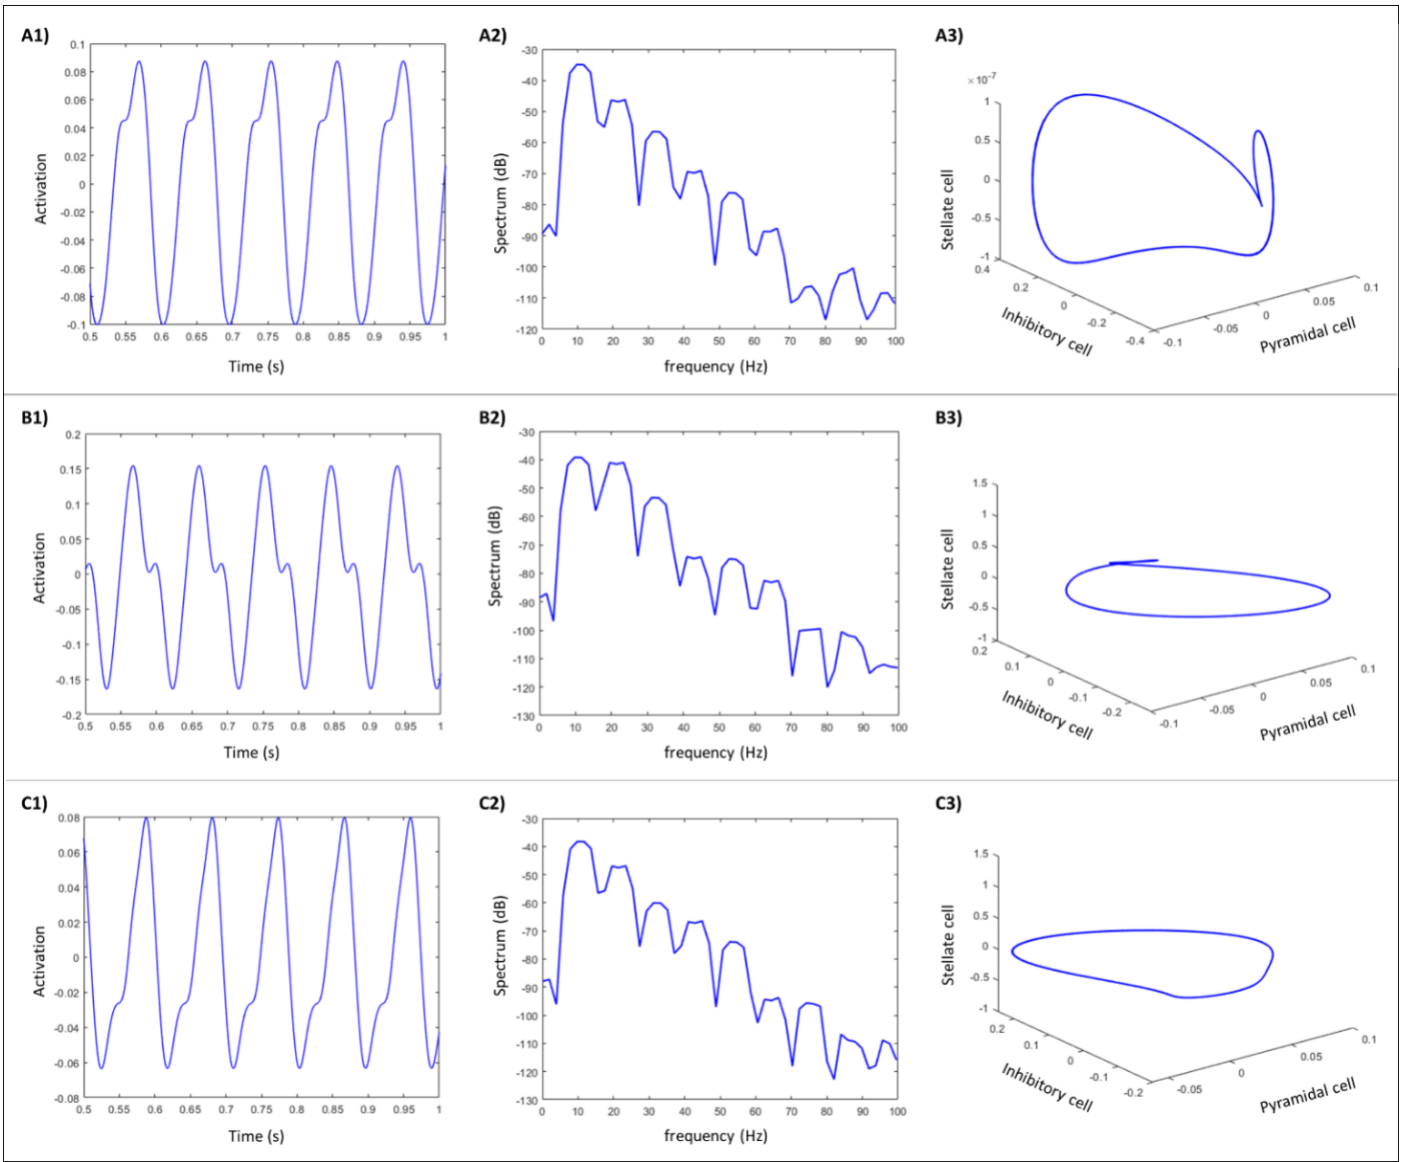 A1)
0.1
0.08
0.06
0.04
0.02
0
-0.02
-0.04
-0.06
-0.08
-0.1
Activation
0.5 0.55 0.6 0.65 0.7 0.75 0.8 0.85 0.9 0.95 1
Time (s)
A2)
-30
-40
-50
-60
-70
-80
-90
-100
-110
-120
Spectrum (dB)
0 10 20 30 40 50 60 70 80 90 100
frequency (Hz)
A3)
× 10-7
1
0.5
0
-0.5
-1
Stellate cell
0.4 0.2 0 -0.2 -0.4
Inhibitory cell
-0.1 -0.05 0 0.05 0.1
Pyramidal cell
B1)
0.2
0.15
0.1
0.05
0
-0.05
-0.1
-0.15
-0.2
Activation
0.5 0.55 0.6 0.65 0.7 0.75 0.8 0.85 0.9 0.95 1
Time (s)
B2)
-30
-40
-50
-60
-70
-80
-90
-100
-110
-120
-130
Spectrum (dB)
0 10 20 30 40 50 60 70 80 90 100
frequency (Hz)
B3)
1.5
1
0.5
0
-0.5
-1
Stellate cell
0.2 0.1 0 -0.1 -0.2
Inhibitory cell
-0.1 -0.05 0 0.05 0.1
Pyramidal cell
C1)
0.08
0.06
0.04
0.02
0
-0.02
-0.04
-0.06
-0.08
Activation
0.5 0.55 0.6 0.65 0.7 0.75 0.8 0.85 0.9 0.95 1
Time (s)
C2)
-30
-40
-50
-60
-70
-80
-90
-100
-110
-120
-130
Spectrum (dB)
0 10 20 30 40 50 60 70 80 90 100
frequency (Hz)
C3)
1.5
1
0.5
0
-0.5
-1
Stellate cell
0.2 0.1 0 -0.1 -0.2
Inhibitory cell
-0.05 0 0.05 0.1
Pyramidal cell